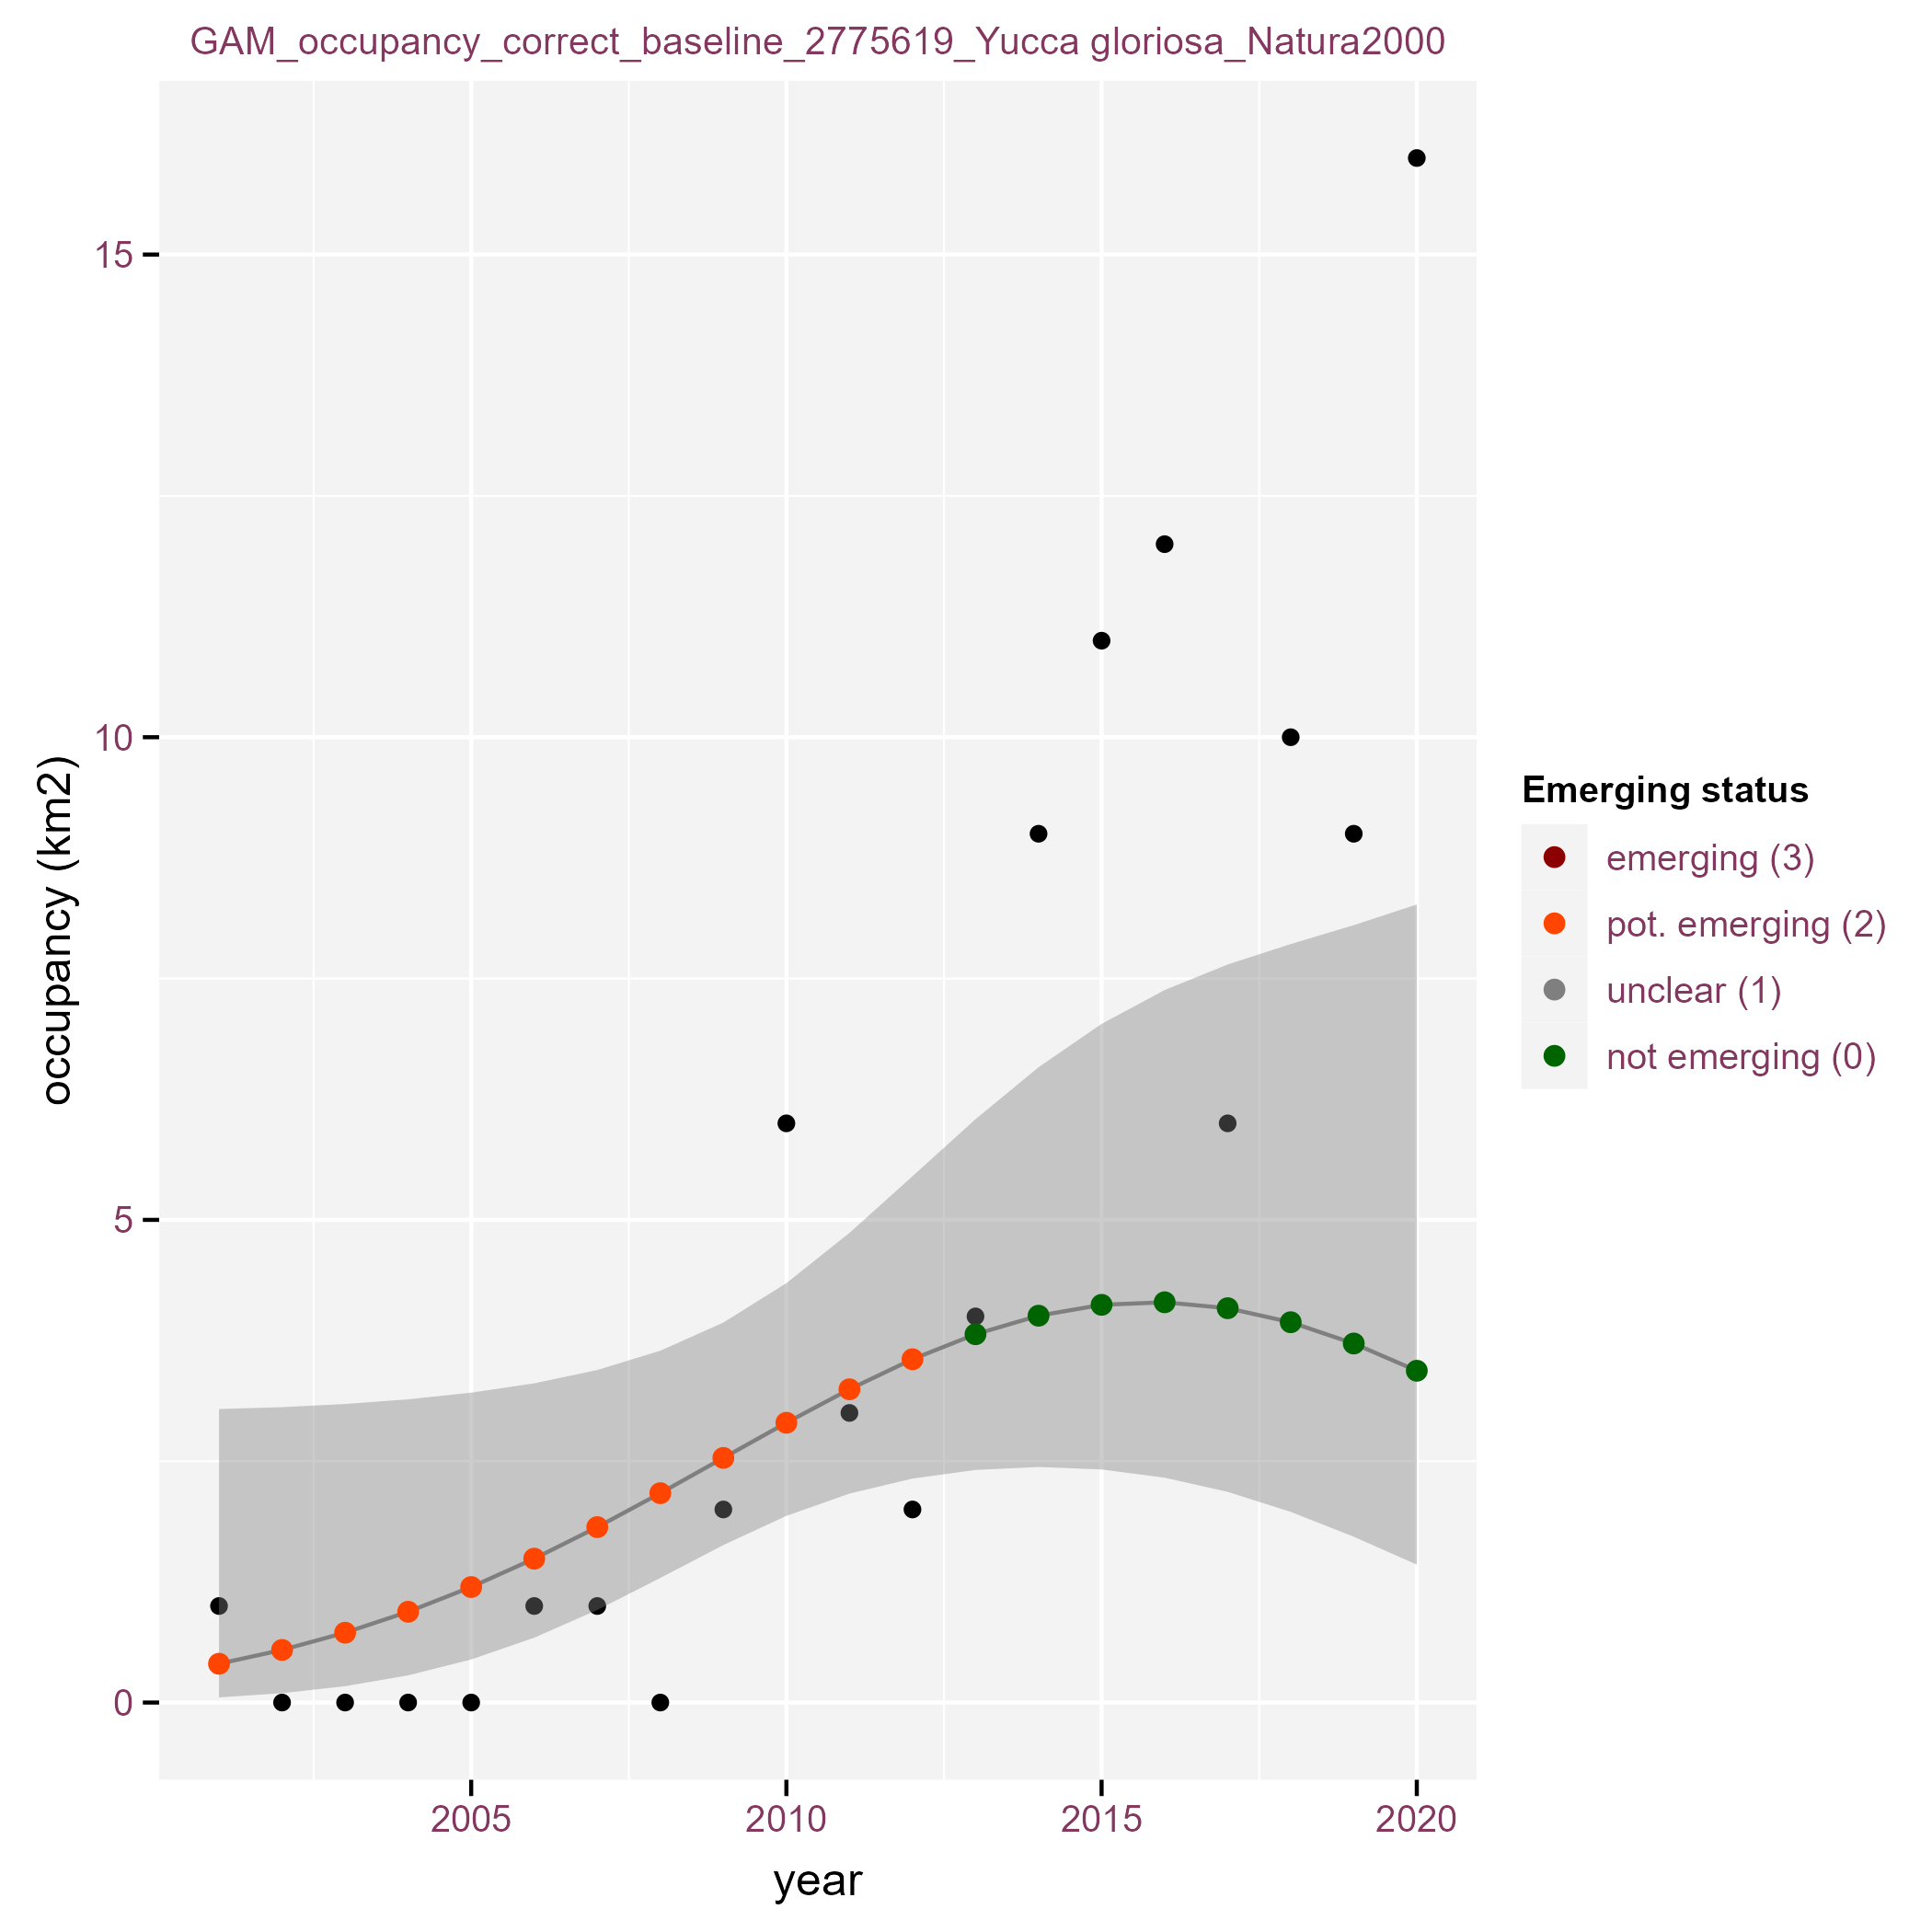 GAM_occupancy_correct_baseline_2775619_Yucca gloriosa_Natura2000
15
10
5
0
occupancy (km2)
2005
2010
2015
2020
year
Emerging status
emerging (3)
pot. emerging (2)
unclear (1)
not emerging (0)